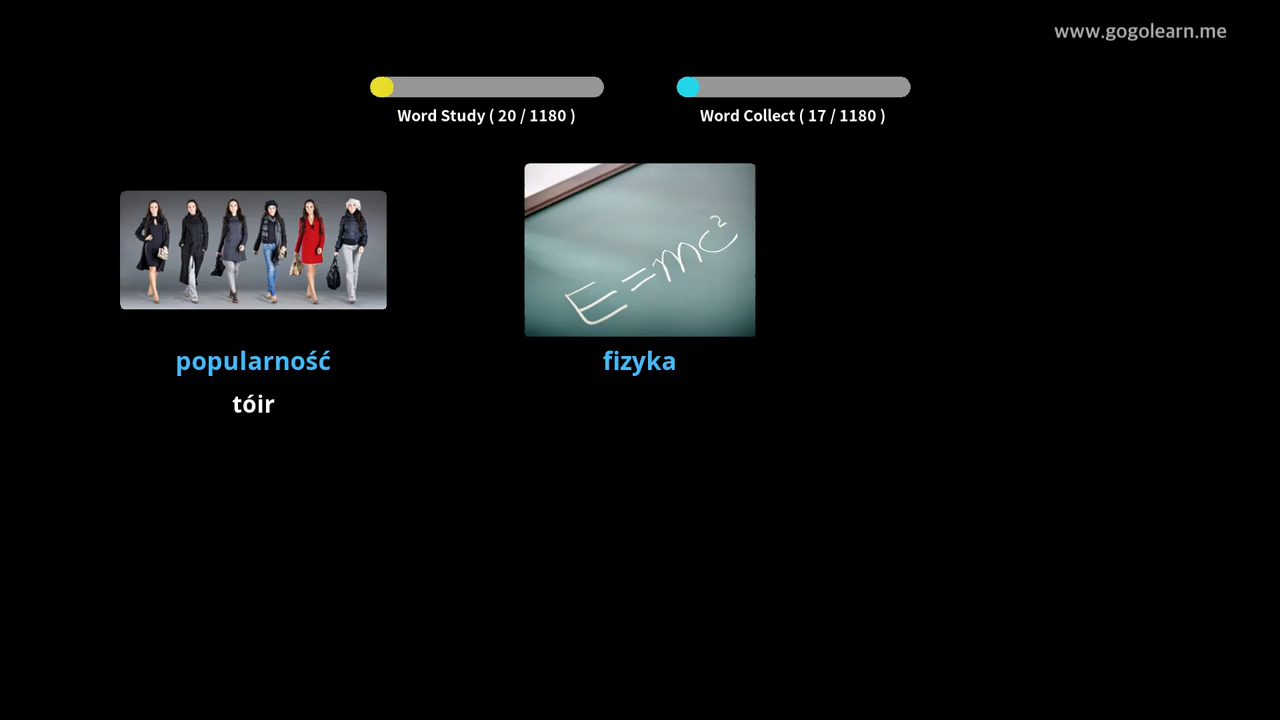 www.gogolearn.me
Word Study ( 20 / 1180 )
Word Collect ( 17 / 1180 )
E=mc²
popularność
fizyka
tóir